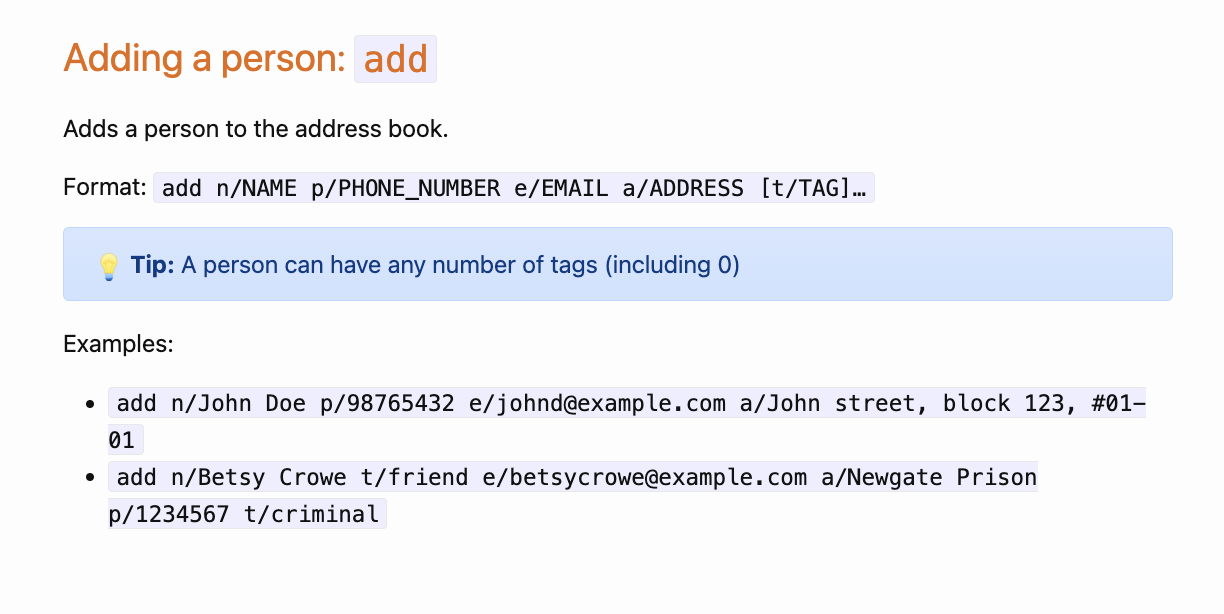 Adding a person: add
Adds a person to the address book.
Format: add n/NAME p/PHONE_NUMBER e/EMAIL a/ADDRESS [t/TAG]…
💡 Tip: A person can have any number of tags (including 0)
Examples:
• add n/John Doe p/98765432 e/johnd@example.com a/John street, block 123, #01-
01
• add n/Betsy Crowe t/friend e/betsycrowe@example.com a/Newgate Prison
p/1234567 t/criminal